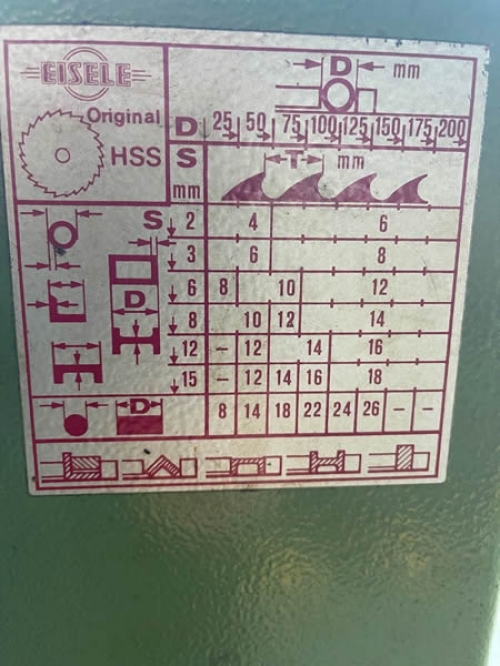 EISELE
Original
HSS
D mm
D 25 50 75 100 125 150 175 200
S mm T mm
S 2 4 6
3 6 8
6 8 10 12
8 10 12 14
D
12 – 12 14 16
15 – 12 14 16 18
D 8 14 18 22 24 26 – –